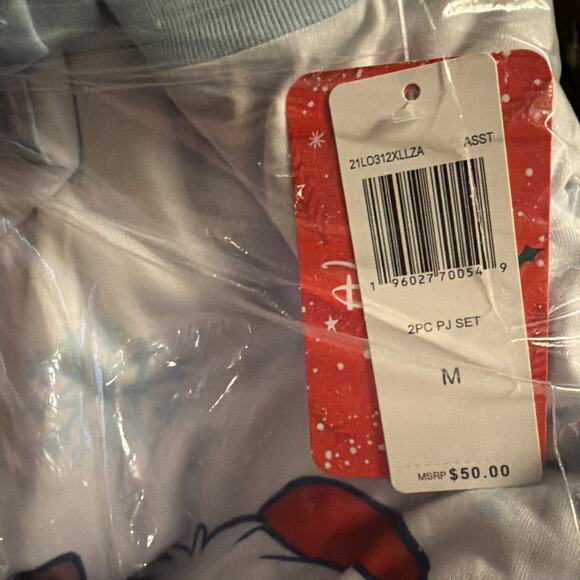 21LO312XLLZA ASST
1 96027 70054 9
2PC PJ SET
M
MSRP $50.00